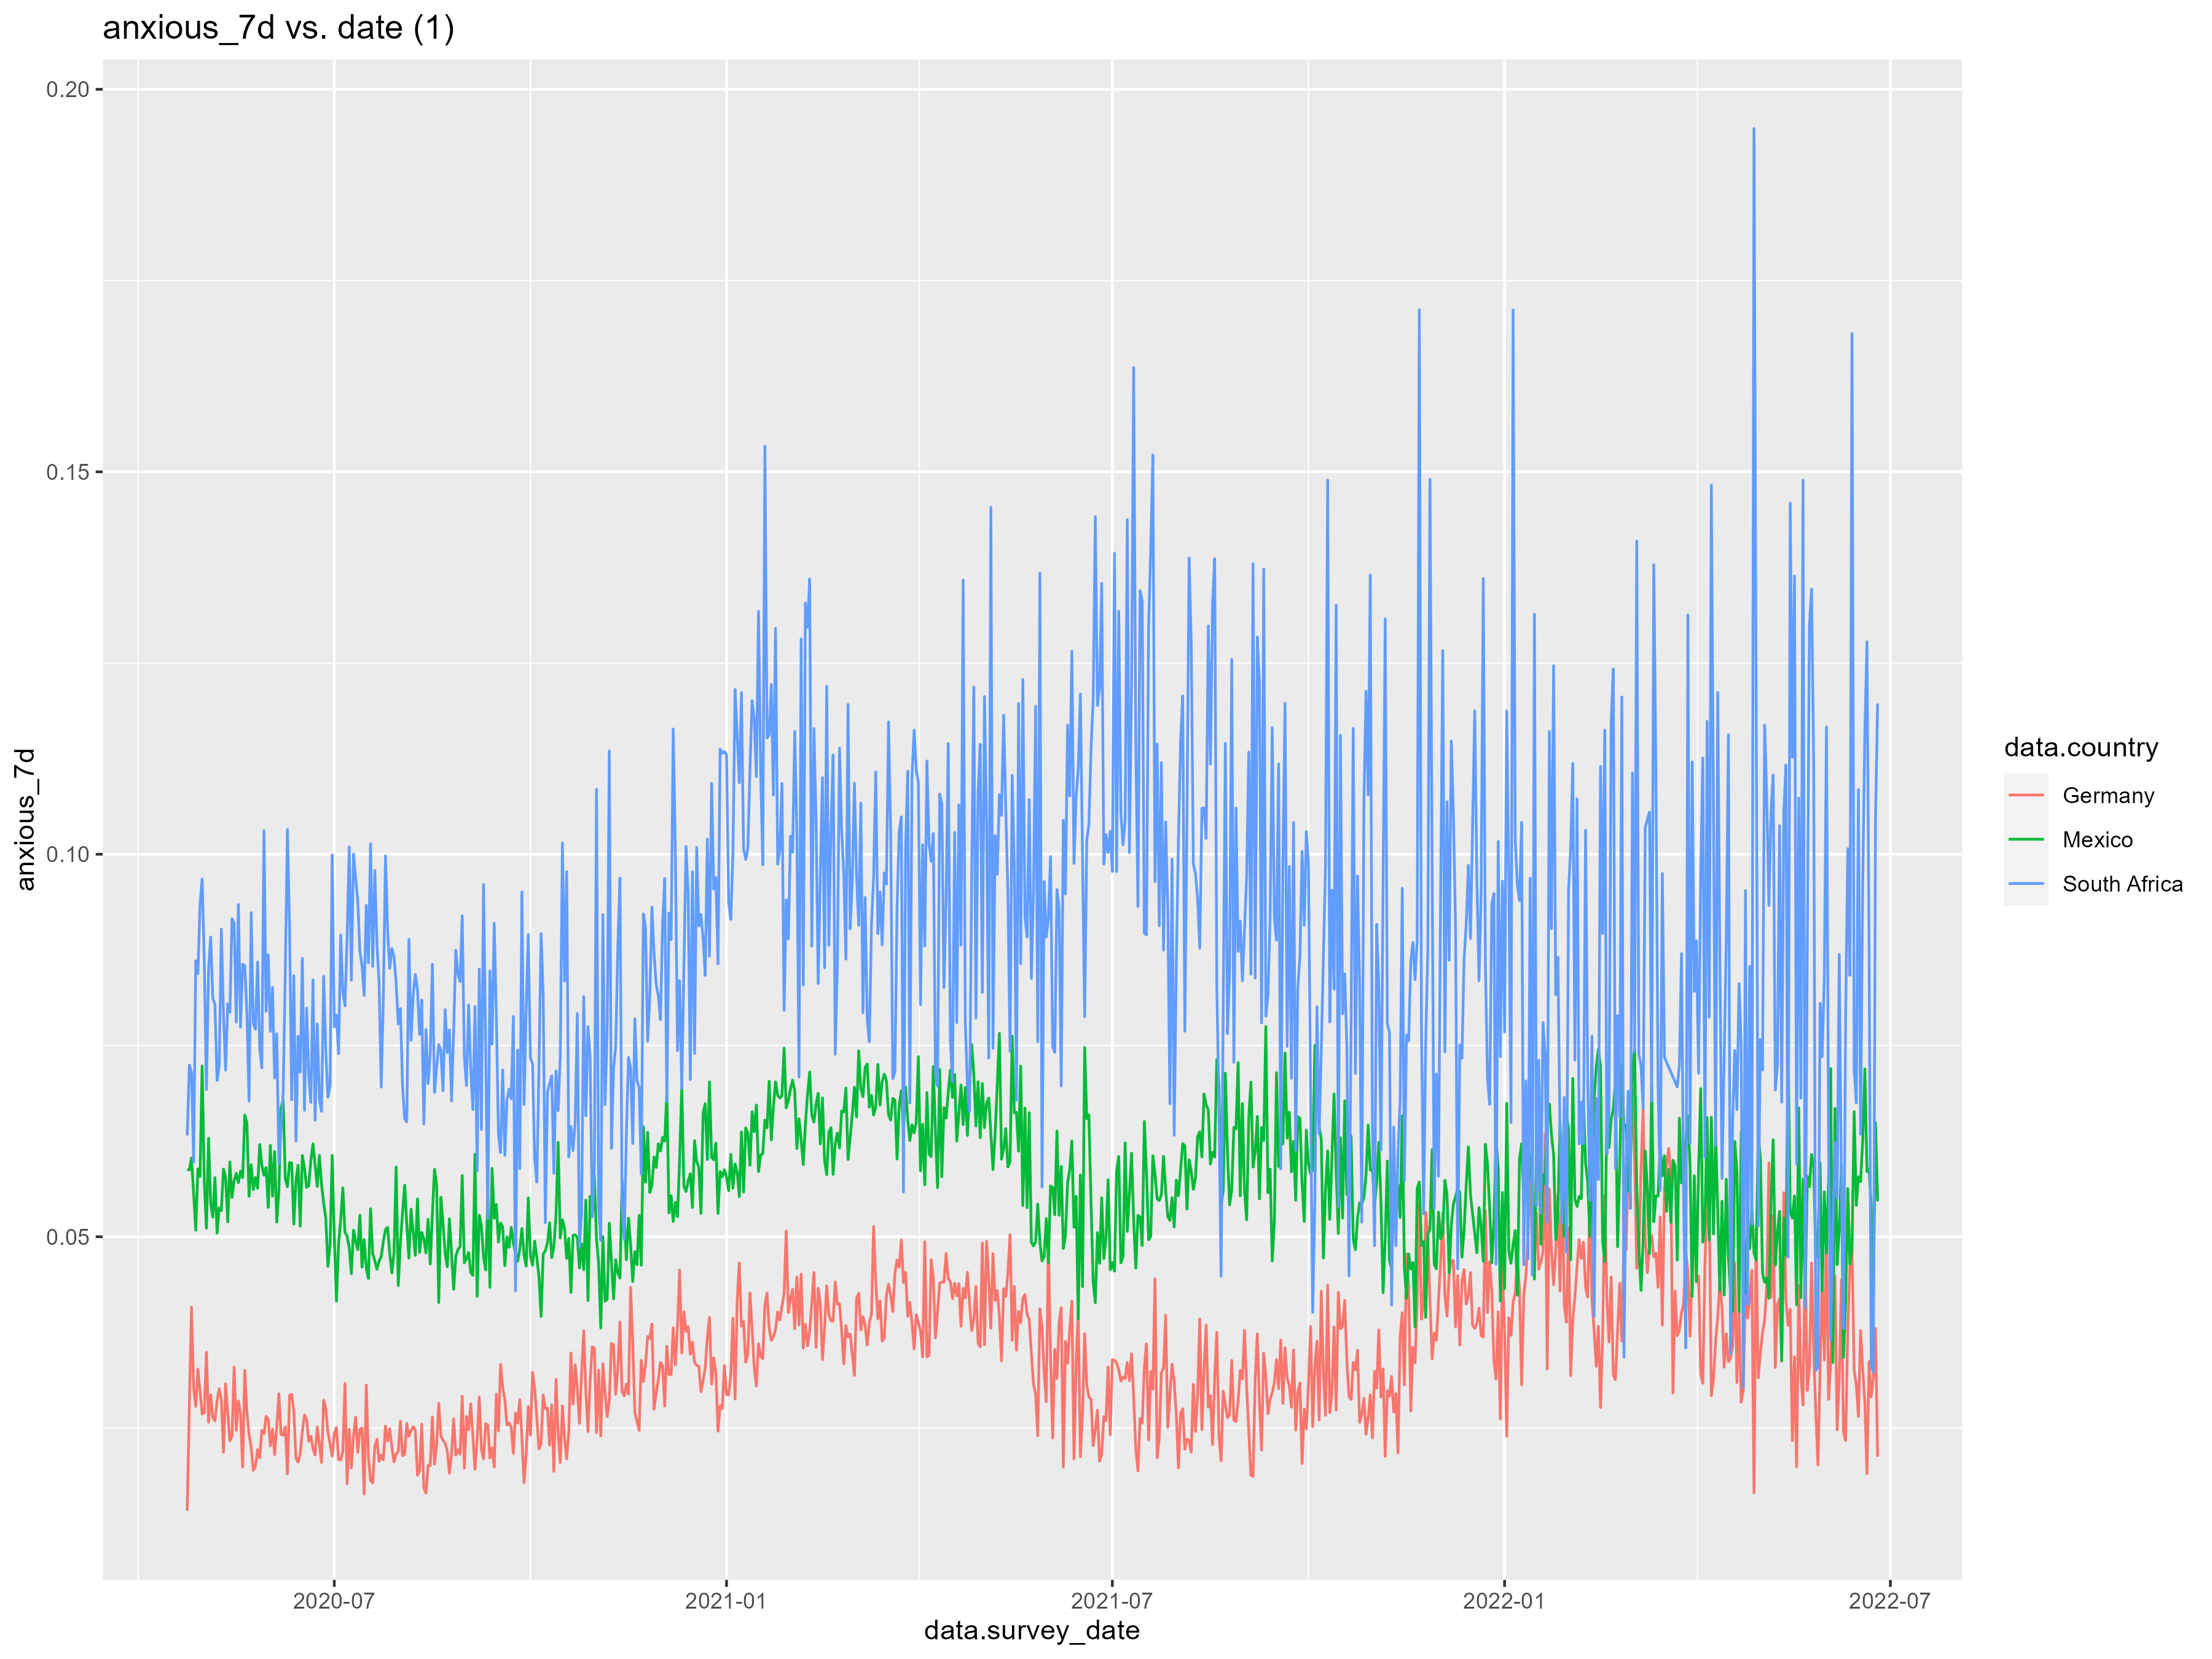 anxious_7d vs. date (1)
0.20
0.15
0.10
0.05
anxious_7d
2020-07
2021-01
2021-07
2022-01
2022-07
data.survey_date
data.country
Germany
Mexico
South Africa